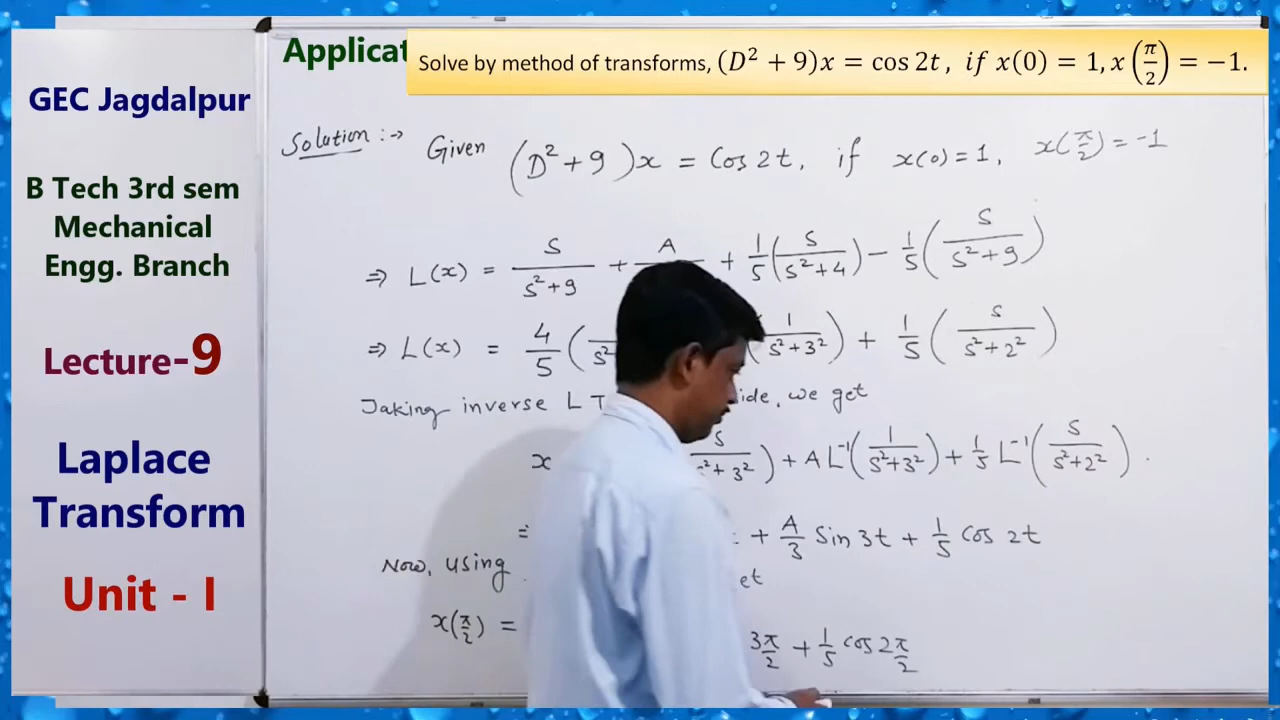 Applicat
Solve by method of transforms, (D² + 9)x = cos 2t, if x(0) = 1, x(π/2) = −1.
GEC Jagdalpur
B Tech 3rd sem
Mechanical
Engg. Branch
Lecture-9
Laplace
Transform
Unit - I
Solution :→ Given (D² + 9)x = Cos 2t, if x(0) = 1, x(π/2) = -1
⇒ L(x) = s/(s²+9) + A + 1/5 (s/(s²+4)) − 1/5 (s/(s²+9))
⇒ L(x) = 4/5 (s² 1/(s²+3²)) + 1/5 (s/(s²+2²))
Taking inverse L T ide, we get
x s/(s²+3²)) + A L⁻¹(1/(s²+3²)) + 1/5 L⁻¹(s/(s²+2²)).
+ A/3 Sin 3t + 1/5 Cos 2t
Now, using et
x(π/2) = 3π/2 + 1/5 cos 2π/2